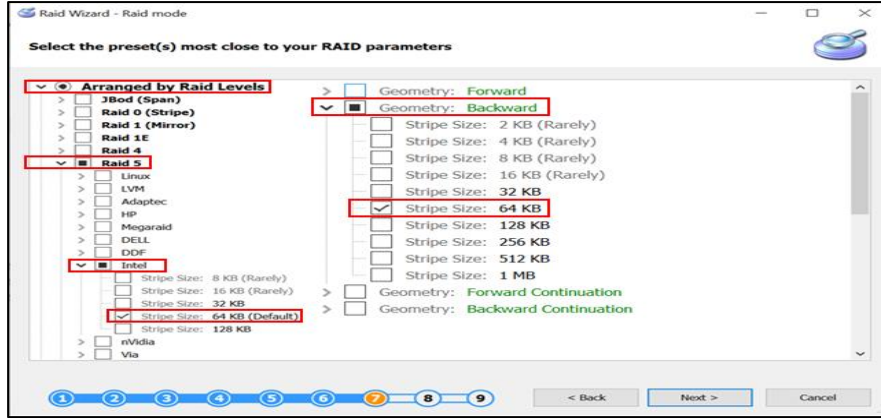 Raid Wizard - Raid mode
Select the preset(s) most close to your RAID parameters
Arranged by Raid Levels
JBod (Span)
Raid 0 (Stripe)
Raid 1 (Mirror)
Raid 1E
Raid 4
Raid 5
Linux
LVM
Adaptec
HP
Megaraid
DELL
DDF
Intel
Stripe Size: 8 KB (Rarely)
Stripe Size: 16 KB (Rarely)
Stripe Size: 32 KB
Stripe Size: 64 KB (Default)
Stripe Size: 128 KB
nVidia
Via
Geometry: Forward
Geometry: Backward
Stripe Size: 2 KB (Rarely)
Stripe Size: 4 KB (Rarely)
Stripe Size: 8 KB (Rarely)
Stripe Size: 16 KB (Rarely)
Stripe Size: 32 KB
Stripe Size: 64 KB
Stripe Size: 128 KB
Stripe Size: 256 KB
Stripe Size: 512 KB
Stripe Size: 1 MB
Geometry: Forward Continuation
Geometry: Backward Continuation
1 2 3 4 5 6 7 8 9
< Back Next > Cancel